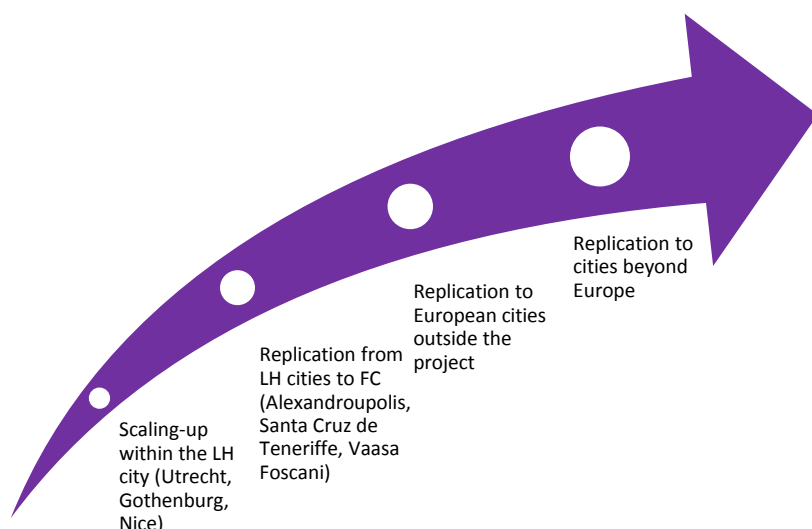 Scaling-up
within the LH
city (Utrecht,
Gothenburg,
Nice)
Replication from
LH cities to FC
(Alexandroupolis,
Santa Cruz de
Teneriffe, Vaasa
Foscani)
Replication to
European cities
outside the
project
Replication to
cities beyond
Europe